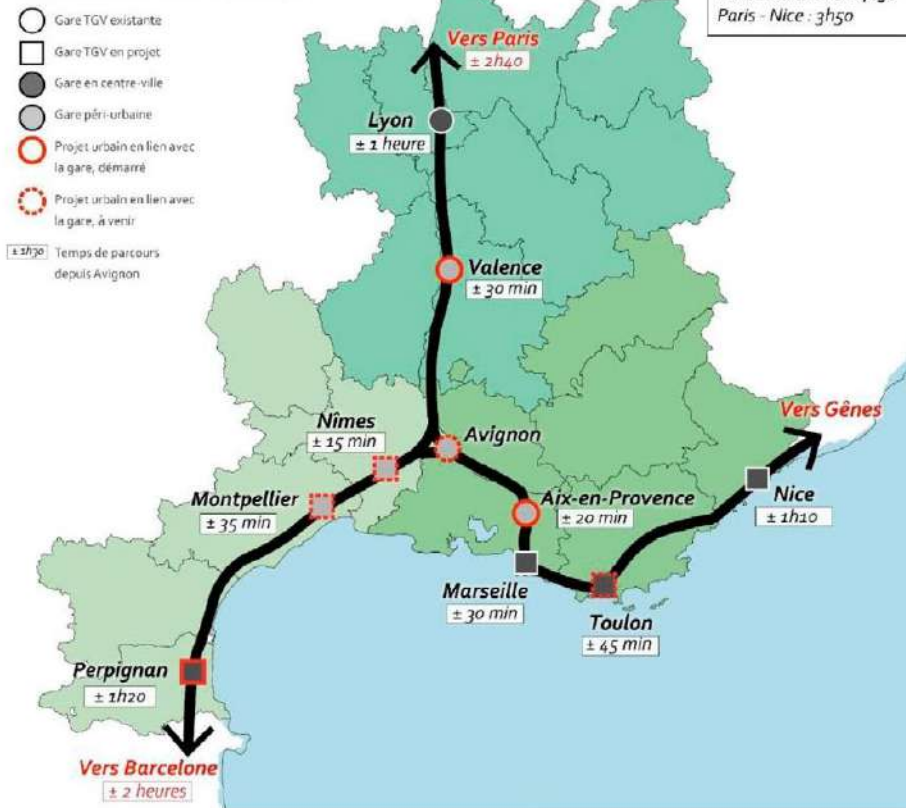 Gare TGV existante
Gare TGV en projet
Gare en centre-ville
Gare péri-urbaine
Projet urbain en lien avec
la gare, démarré
Projet urbain en lien avec
la gare, à venir
± 1h30 Temps de parcours
depuis Avignon
Paris - Nice : 3h50
Vers Paris
± 2h40
Lyon
± 1 heure
Valence
± 30 min
Vers Gênes
Nîmes
± 15 min
Avignon
Montpellier
± 35 min
Aix-en-Provence
± 20 min
Nice
± 1h10
Marseille
± 30 min
Toulon
± 45 min
Perpignan
± 1h20
Vers Barcelone
± 2 heures